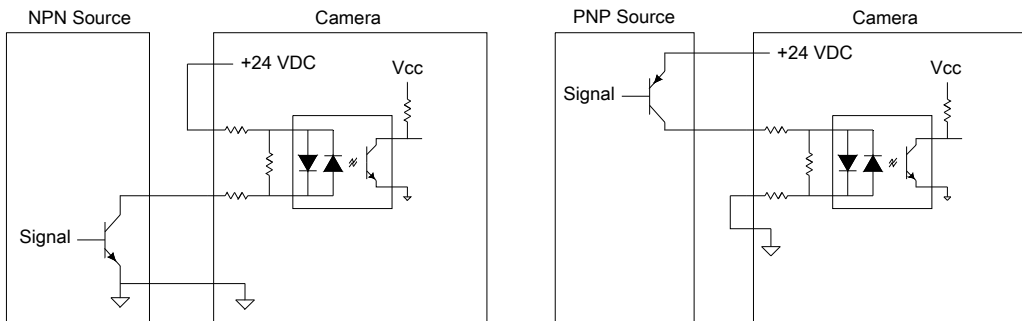 NPN Source
Camera
+24 VDC
Vcc
Signal
PNP Source
Camera
+24 VDC
Vcc
Signal